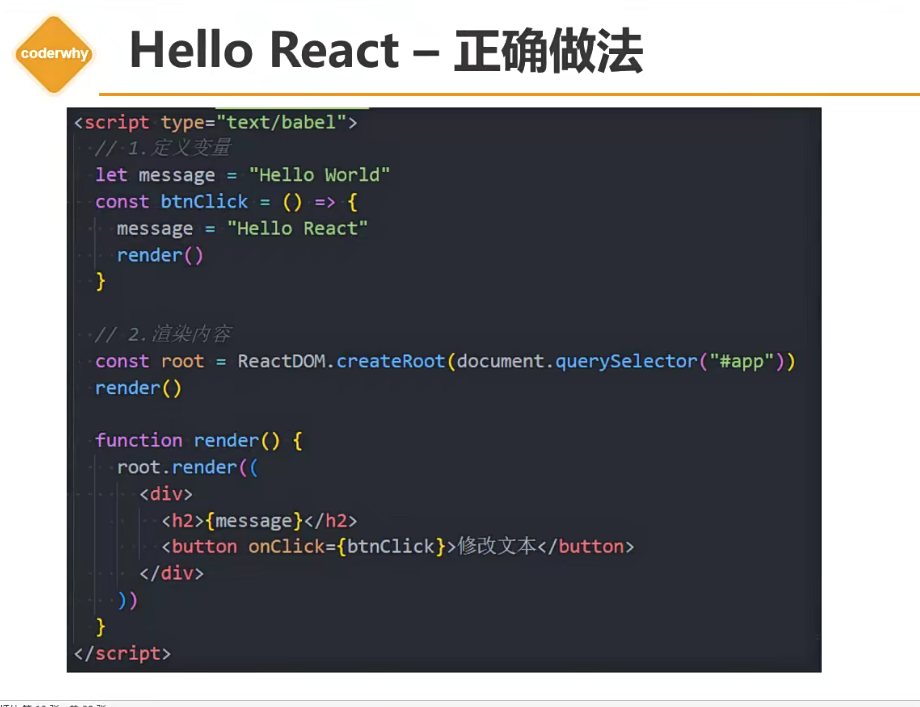 coderwhy
Hello React – 正确做法
<script type="text/babel">
// 1.定义变量
let message = "Hello World"
const btnClick = () => {
message = "Hello React"
render()
}
// 2.渲染内容
const root = ReactDOM.createRoot(document.querySelector("#app"))
render()
function render() {
root.render((
<div>
<h2>{message}</h2>
<button onClick={btnClick}>修改文本</button>
</div>
))
}
</script>